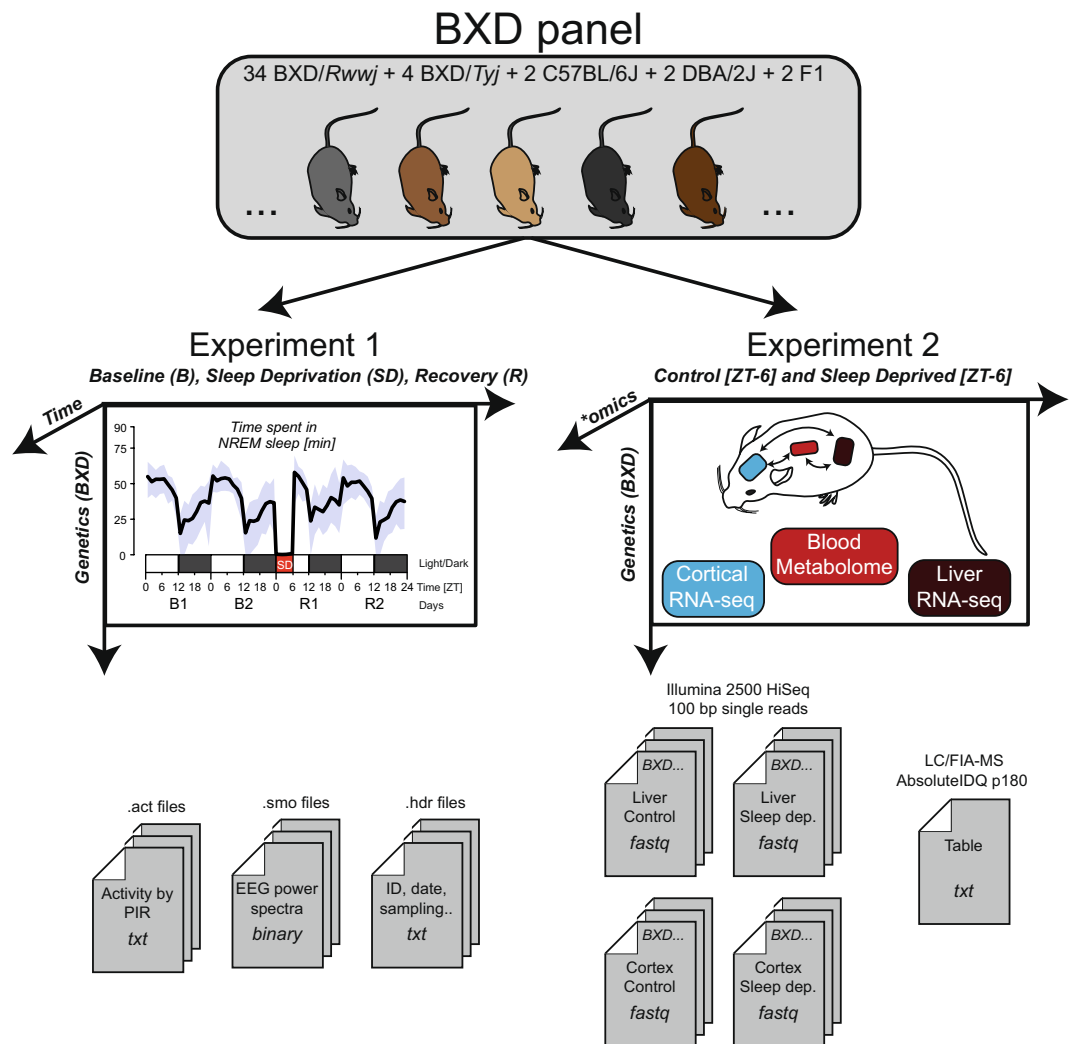 BXD panel
34 BXD/Rwwj + 4 BXD/Tyj + 2 C57BL/6J + 2 DBA/2J + 2 F1
... ...
Experiment 1
Baseline (B), Sleep Deprivation (SD), Recovery (R)
Time
Genetics (BXD)
Time spent in
NREM sleep [min]
90
75
50
25
0
SD
Light/Dark
0 6 12 18 0 6 12 18 0 6 12 18 0 6 12 18 24
Time [ZT]
B1 B2 R1 R2
Days
Experiment 2
Control [ZT-6] and Sleep Deprived [ZT-6]
*omics
Genetics (BXD)
Blood
Metabolome
Cortical
RNA-seq
Liver
RNA-seq
.act files
Activity by
PIR
txt
.smo files
EEG power
spectra
binary
.hdr files
ID, date,
sampling..
txt
Illumina 2500 HiSeq
100 bp single reads
BXD...
Liver
Control
fastq
BXD...
Liver
Sleep dep.
fastq
BXD...
Cortex
Control
fastq
BXD...
Cortex
Sleep dep.
fastq
LC/FIA-MS
AbsoluteIDQ p180
Table
txt